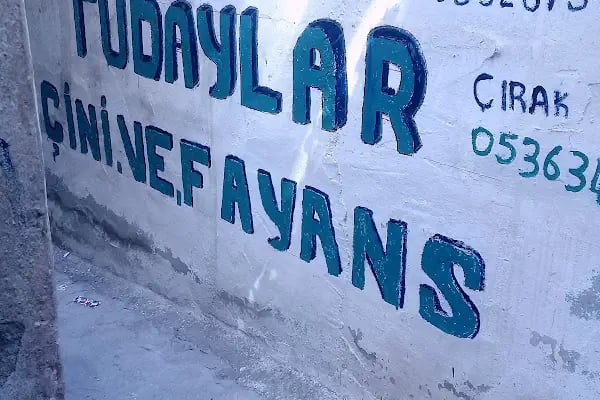 TUDAYLAR
ÇİNİ.VE.FAYANS
ÇIRAK
053634